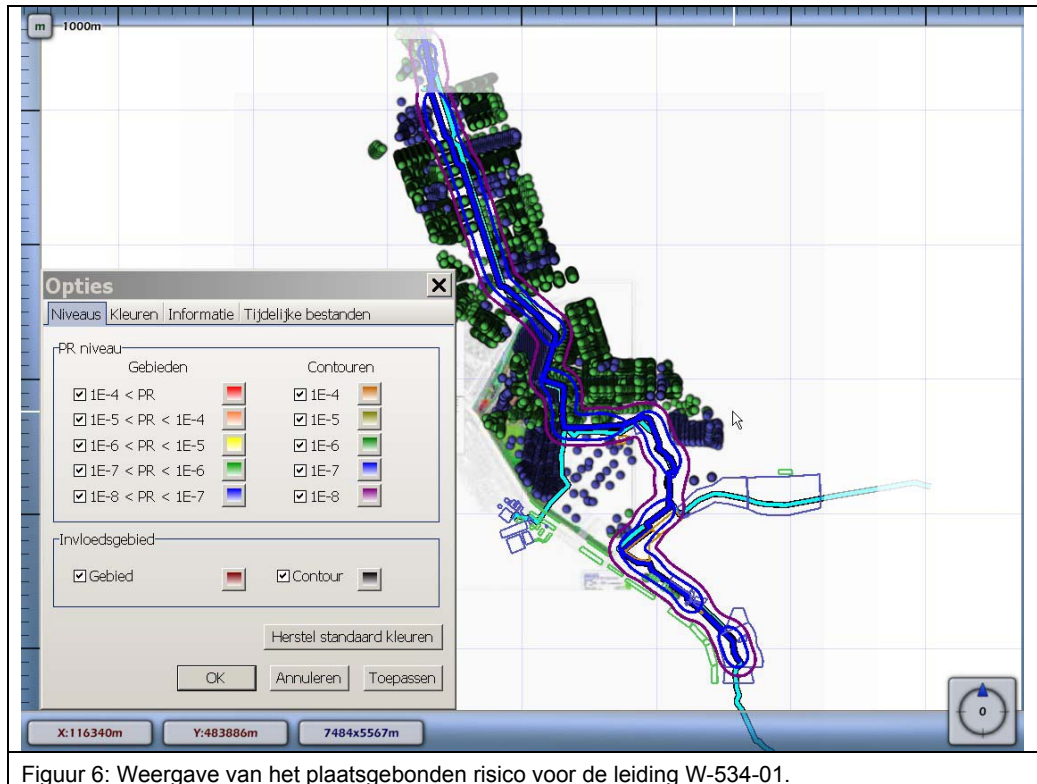 m
1000m
Opties
Niveaus Kleuren Informatie Tijdelijke bestanden
PR niveau
Gebieden Contouren
1E-4 < PR 1E-4
1E-5 < PR < 1E-4 1E-5
1E-6 < PR < 1E-5 1E-6
1E-7 < PR < 1E-6 1E-7
1E-8 < PR < 1E-7 1E-8
Invloedsgebied
Gebied Contour
Herstel standaard kleuren
OK Annuleren Toepassen
X:116340m Y:483886m 7484x5567m
0
Figuur 6: Weergave van het plaatsgebonden risico voor de leiding W-534-01.